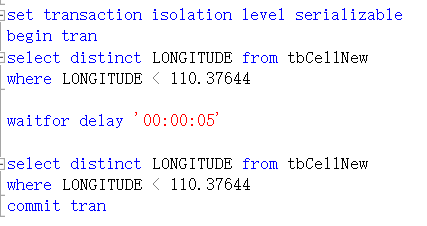 set transaction isolation level serializable
begin tran
select distinct LONGITUDE from tbCellNew
where LONGITUDE < 110.37644
waitfor delay '00:00:05'
select distinct LONGITUDE from tbCellNew
where LONGITUDE < 110.37644
commit tran